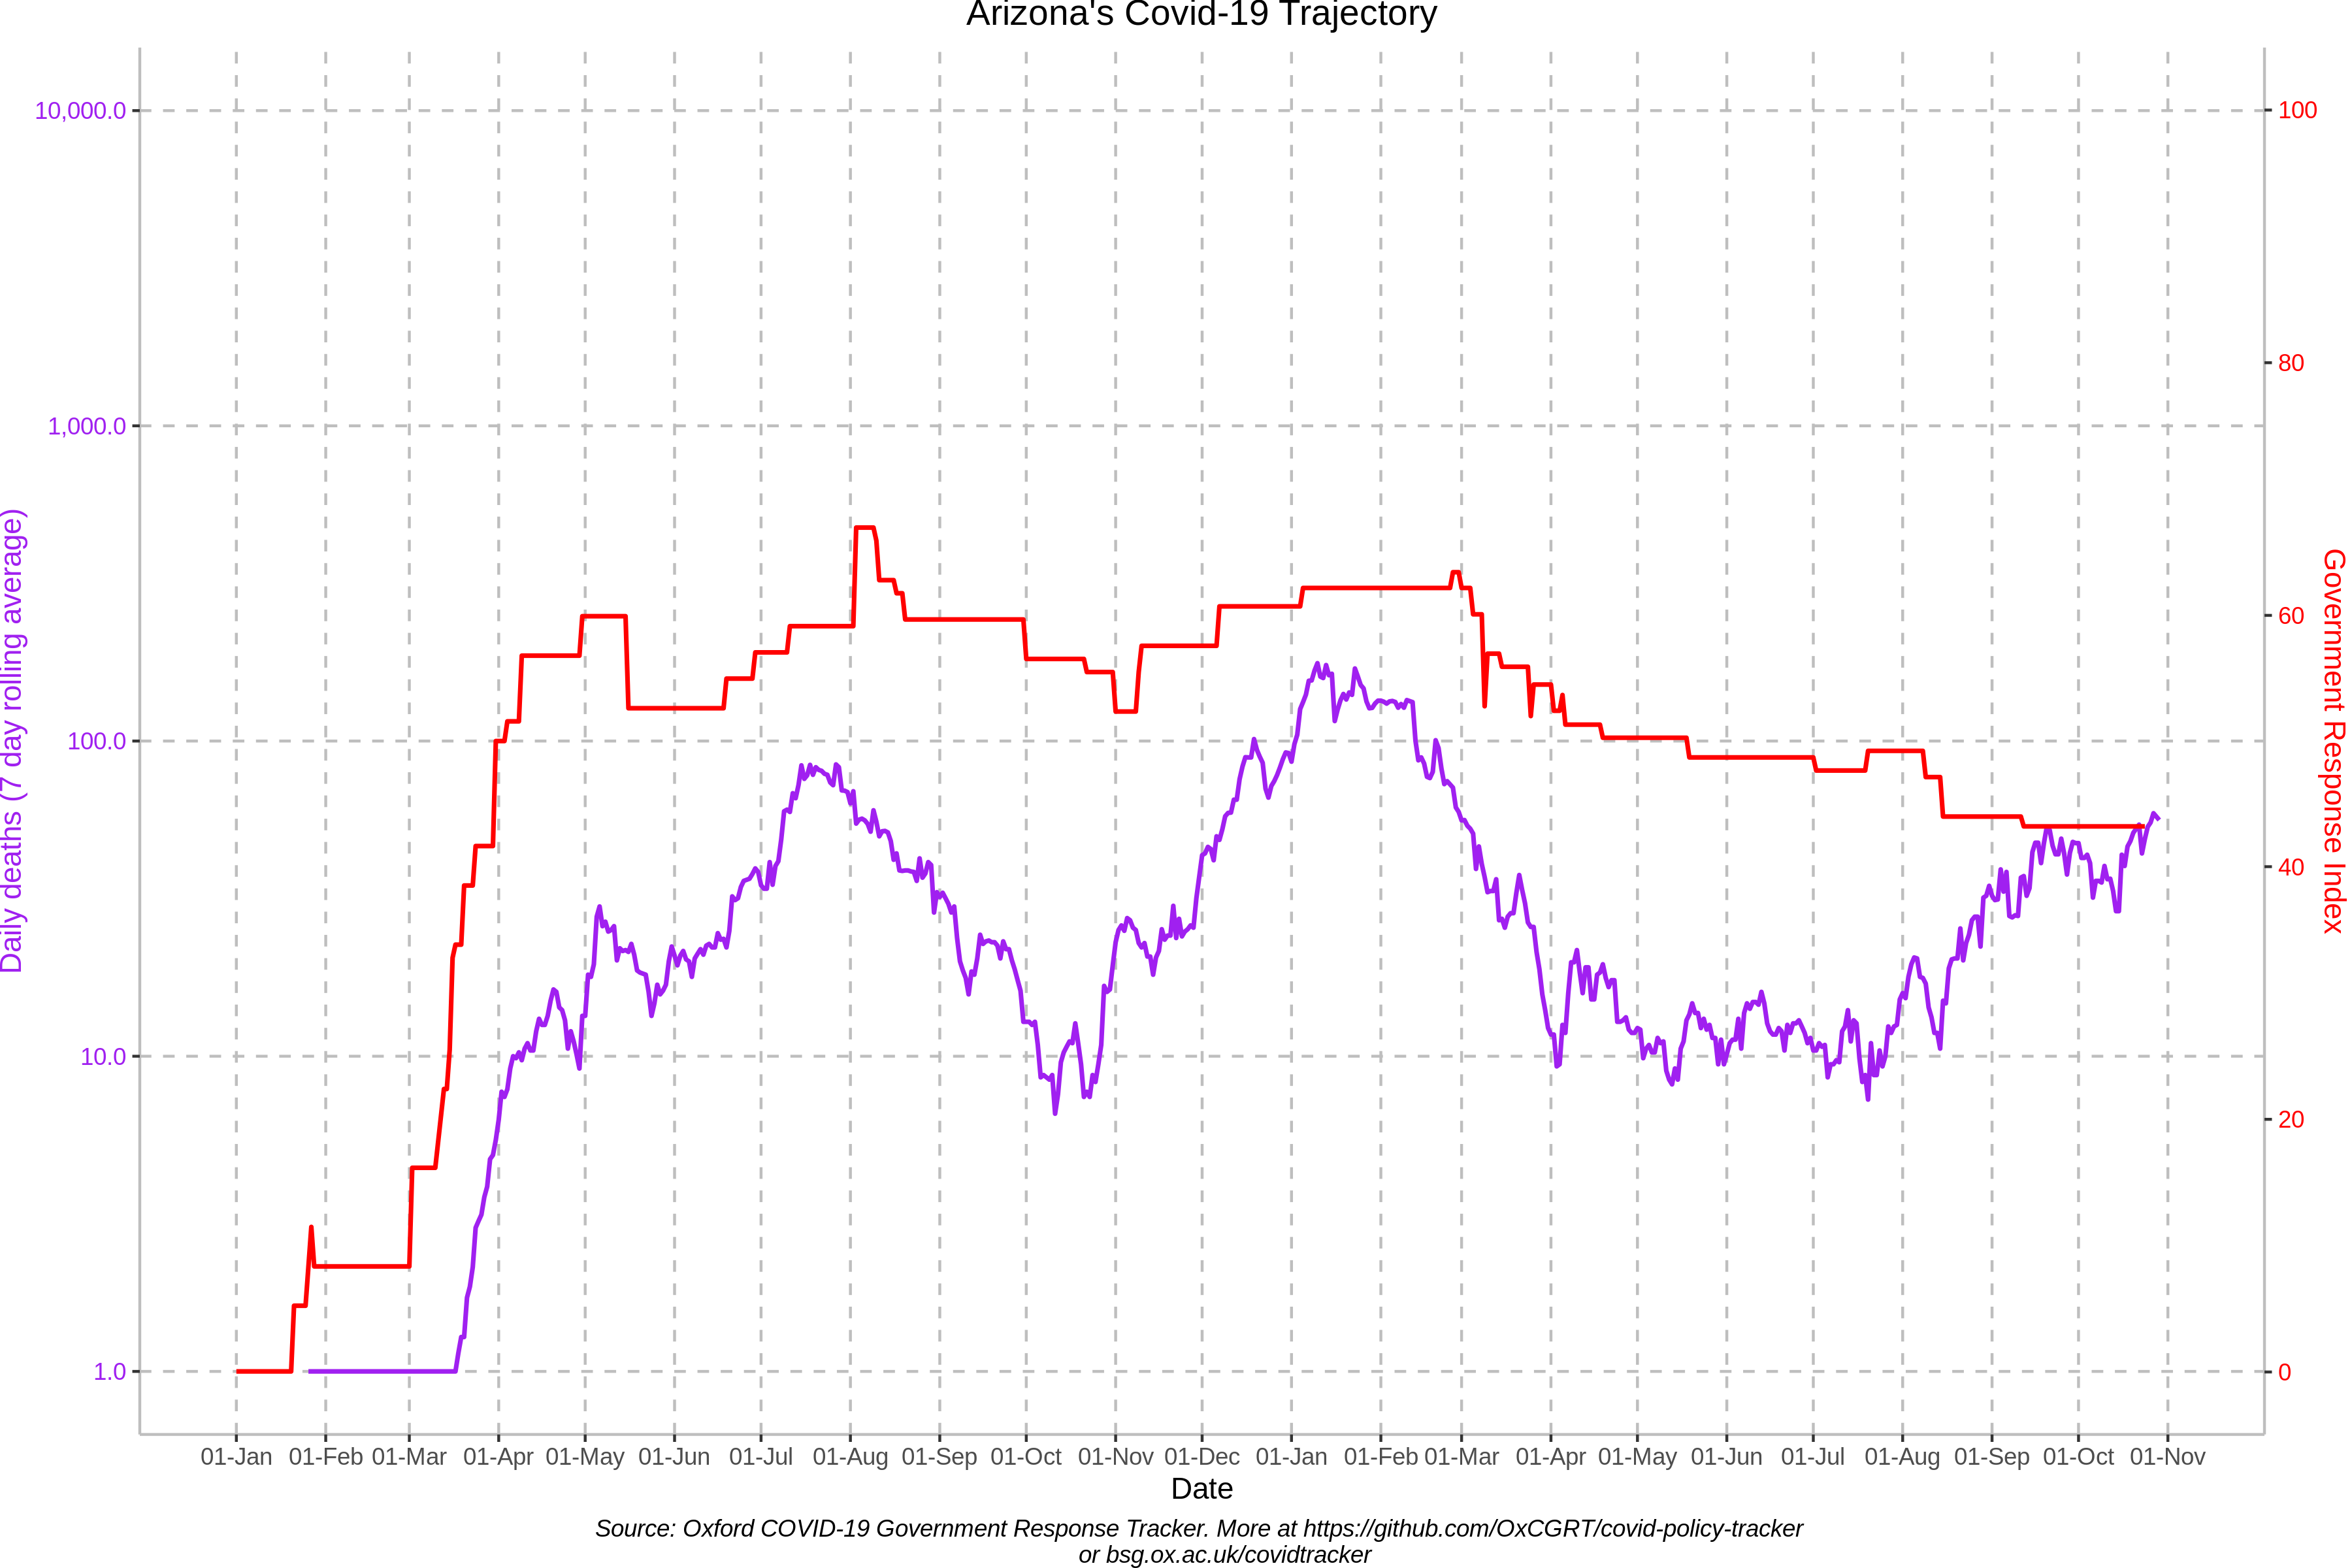 Arizona's Covid-19 Trajectory
10,000.0
1,000.0
100.0
10.0
1.0
Daily deaths (7 day rolling average)
100
80
60
40
20
0
Government Response Index
01-Jan 01-Feb 01-Mar 01-Apr 01-May 01-Jun 01-Jul 01-Aug 01-Sep 01-Oct 01-Nov 01-Dec 01-Jan 01-Feb 01-Mar 01-Apr 01-May 01-Jun 01-Jul 01-Aug 01-Sep 01-Oct 01-Nov
Date
Source: Oxford COVID-19 Government Response Tracker. More at https://github.com/OxCGRT/covid-policy-tracker
or bsg.ox.ac.uk/covidtracker